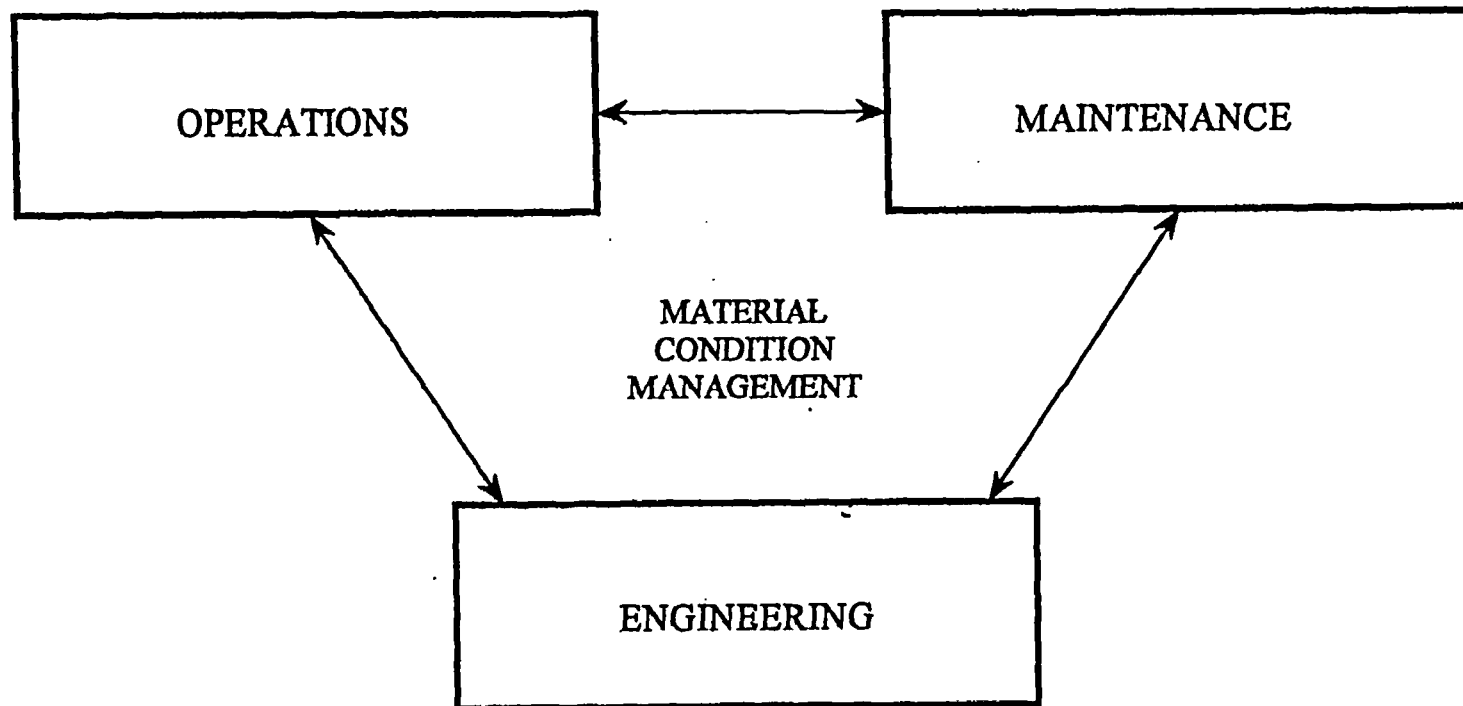 OPERATIONS
MAINTENANCE
MATERIAL
CONDITION
MANAGEMENT
ENGINEERING